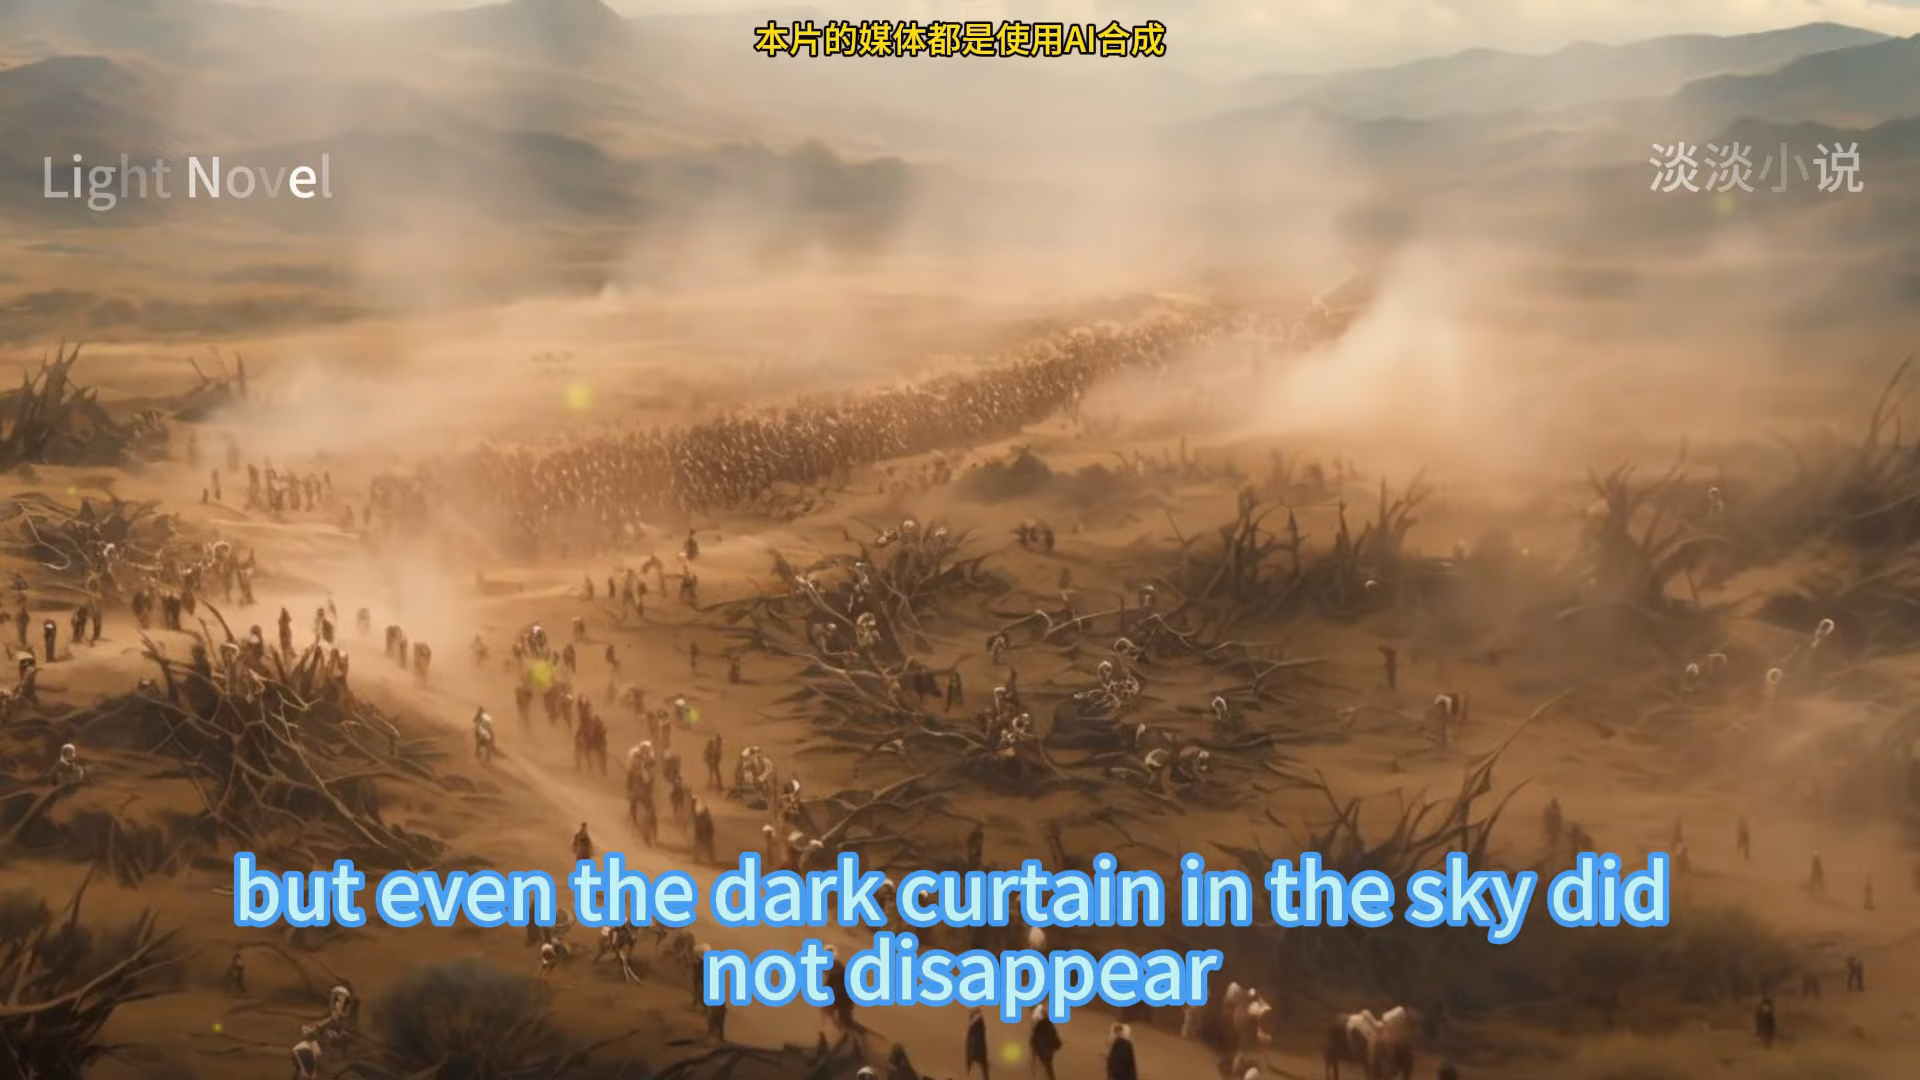 本片的媒体都是使用AI合成
Light Novel
淡淡小说
but even the dark curtain in the sky did
not disappear